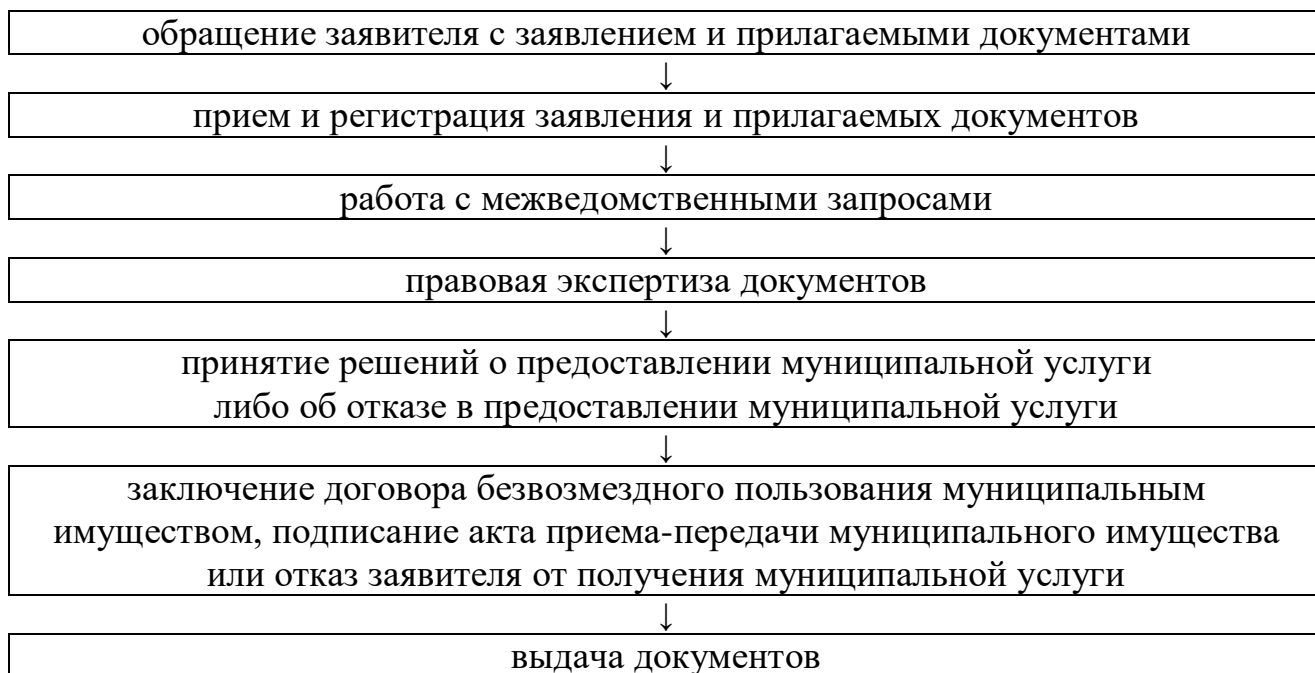 обращение заявителя с заявлением и прилагаемыми документами
↓
прием и регистрация заявления и прилагаемых документов
↓
работа с межведомственными запросами
↓
правовая экспертиза документов
↓
принятие решений о предоставлении муниципальной услуги
либо об отказе в предоставлении муниципальной услуги
↓
заключение договора безвозмездного пользования муниципальным
имуществом, подписание акта приема-передачи муниципального имущества
или отказ заявителя от получения муниципальной услуги
↓
выдача документов